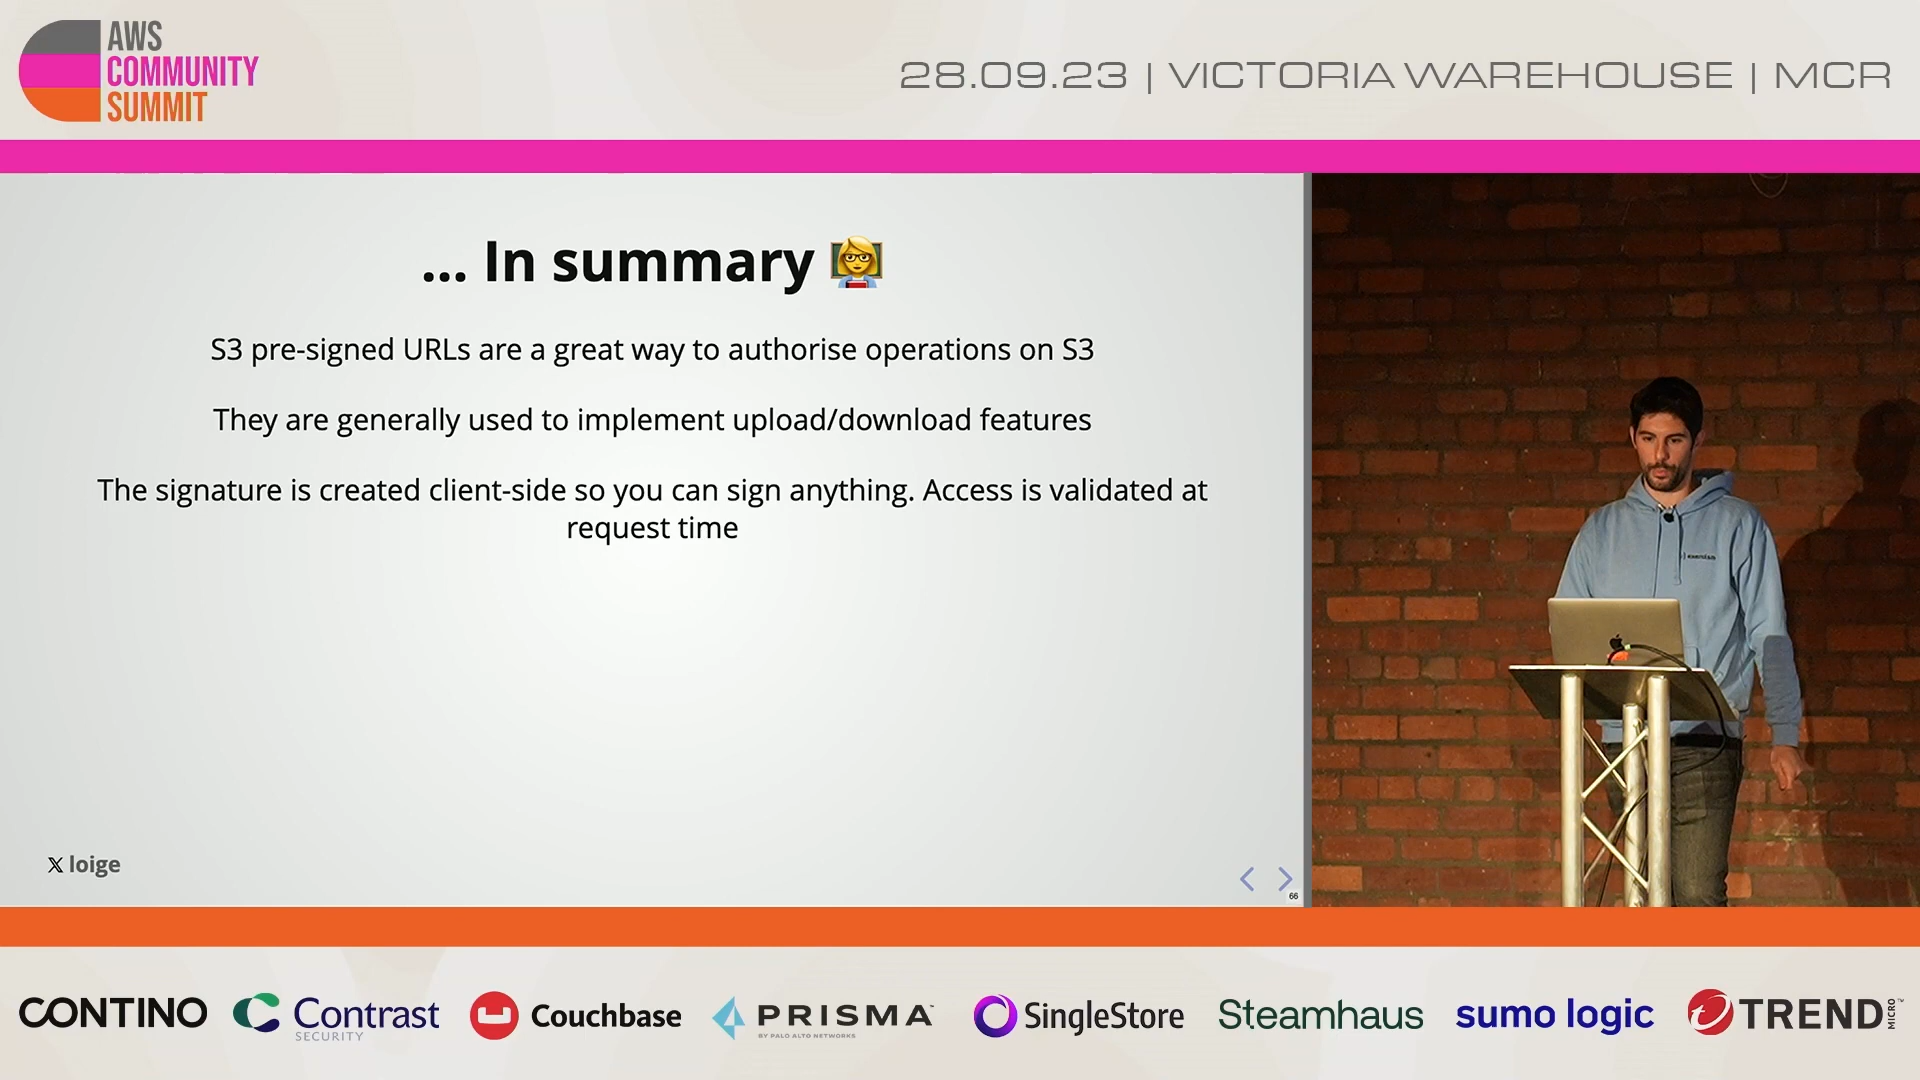 AWS
COMMUNITY
SUMMIT
28.09.23 | VICTORIA WAREHOUSE | MCR
... In summary
S3 pre-signed URLs are a great way to authorise operations on S3
They are generally used to implement upload/download features
The signature is created client-side so you can sign anything. Access is validated at
request time
X loige
66
CONTINO
Contrast
SECURITY
Couchbase
PRISMA™
BY PALO ALTO NETWORKS
SingleStore
Steamhaus
sumo logic
TREND MICRO™